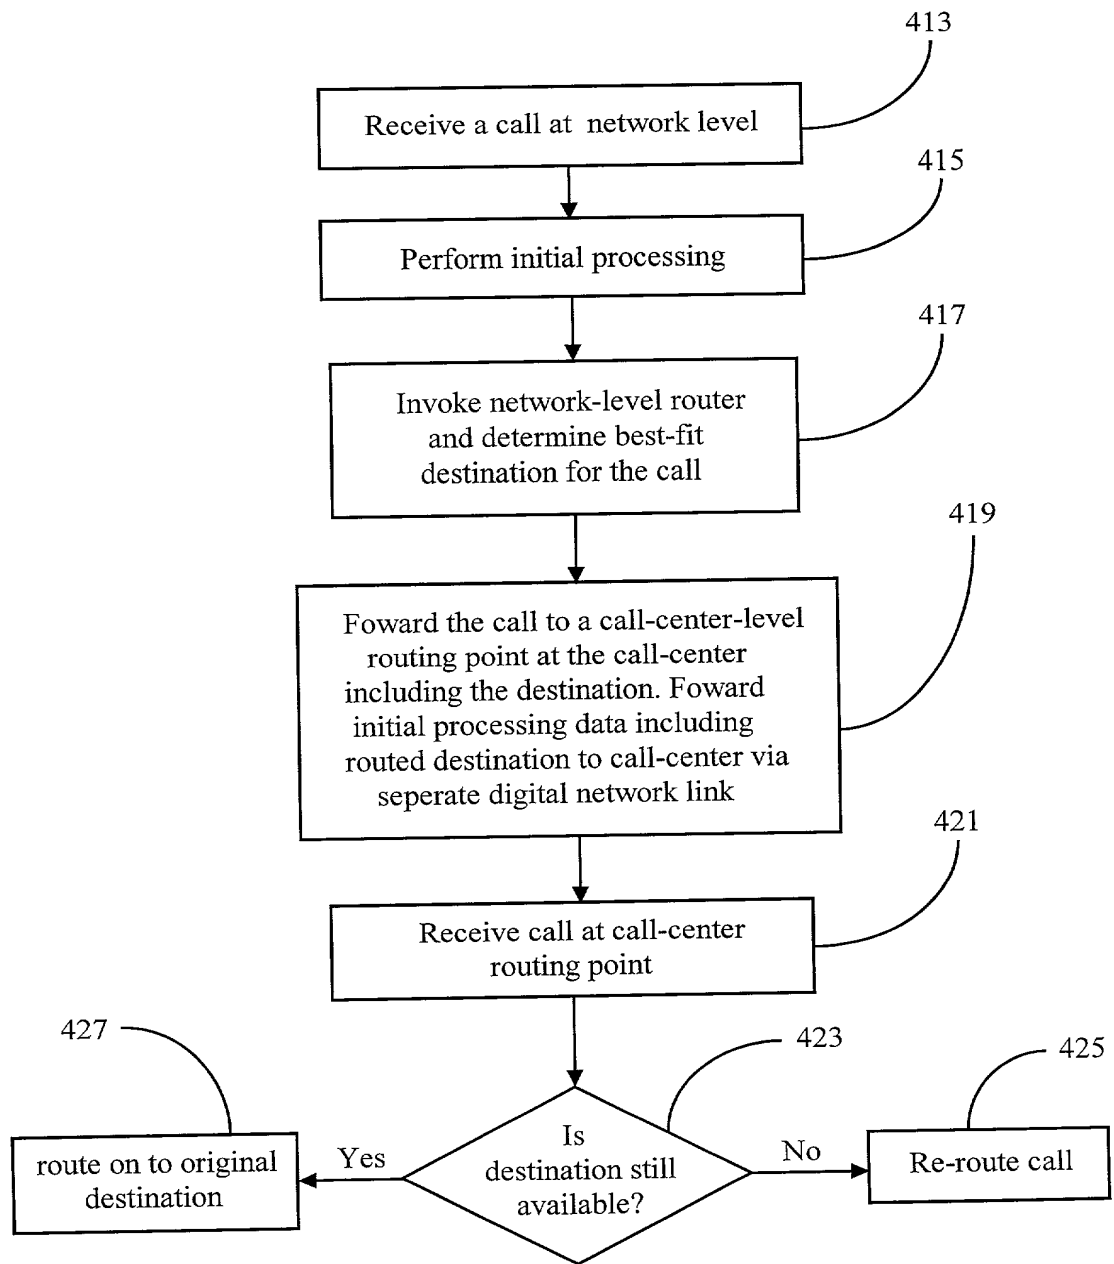 413
Receive a call at network level
415
Perform initial processing
417
Invoke network-level router
and determine best-fit
destination for the call
419
Foward the call to a call-center-level
routing point at the call-center
including the destination. Foward
initial processing data including
routed destination to call-center via
seperate digital network link
421
Receive call at call-center
routing point
427
423
425
Is
destination still
available?
Yes
No
route on to original
destination
Re-route call